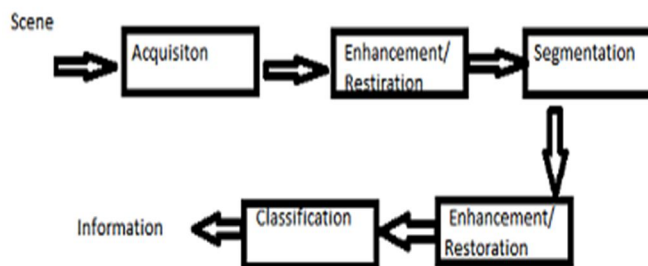 Scene
Acquisiton
Enhancement/
Restiration
Segmentation
Enhancement/
Restoration
Classification
Information